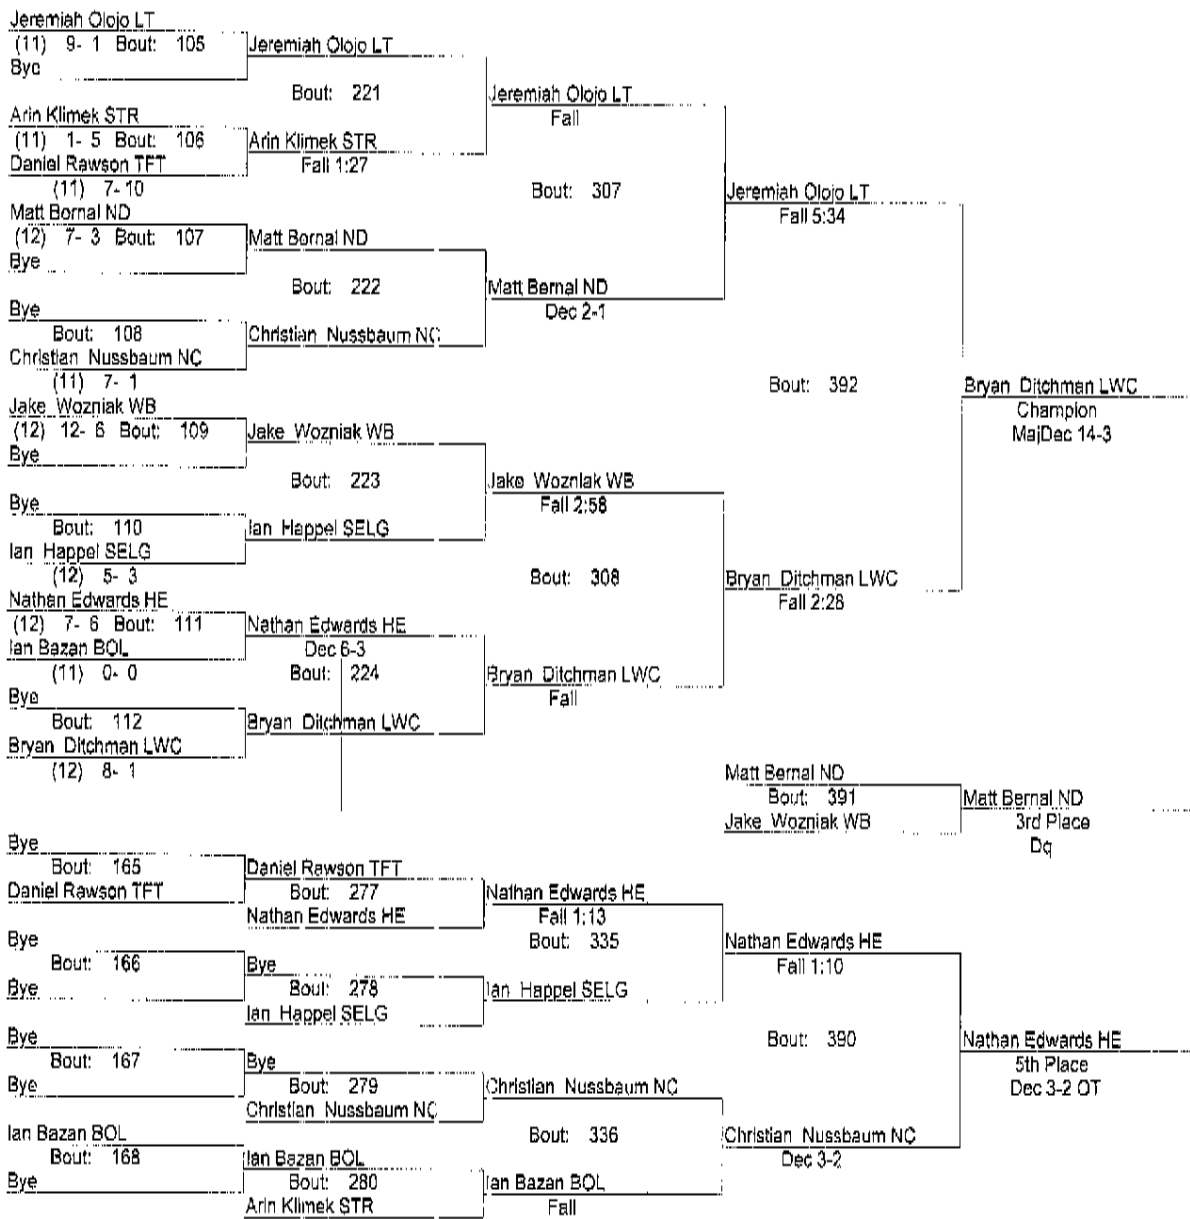 Jeremiah Olojo LT
(11) 9- 1 Bout: 105
Bye
Jeremiah Olojo LT
Bout: 221
Arin Klimek STR
(11) 1- 5 Bout: 106
Daniel Rawson TFT
(11) 7- 10
Arin Klimek STR
Fall 1:27
Jeremiah Olojo LT
Fall
Bout: 307
Matt Bernal ND
(12) 7- 3 Bout: 107
Bye
Matt Bernal ND
Bout: 222
Bye
Bout: 108
Christian Nussbaum NC
(11) 7- 1
Christian Nussbaum NC
Matt Bernal ND
Dec 2-1
Jeremiah Olojo LT
Fall 5:34
Bout: 392
Jake Wozniak WB
(12) 12- 6 Bout: 109
Bye
Jake Wozniak WB
Bout: 223
Bye
Bout: 110
Ian Happel SELG
(12) 5- 3
Ian Happel SELG
Jake Wozniak WB
Fall 2:58
Bout: 308
Nathan Edwards HE
(12) 7- 6 Bout: 111
Ian Bazan BOL
(11) 0- 0
Nathan Edwards HE
Dec 6-3
Bout: 224
Bye
Bout: 112
Bryan Ditchman LWC
(12) 8- 1
Bryan Ditchman LWC
Bryan Ditchman LWC
Fall
Bryan Ditchman LWC
Fall 2:28
Bryan Ditchman LWC
Champion
MajDec 14-3
Matt Bernal ND
Bout: 391
Jake Wozniak WB
Matt Bernal ND
3rd Place
Dq
Bye
Bout: 165
Daniel Rawson TFT
Daniel Rawson TFT
Bout: 277
Nathan Edwards HE
Nathan Edwards HE
Fall 1:13
Bout: 335
Bye
Bout: 166
Bye
Bye
Bout: 278
Ian Happel SELG
Ian Happel SELG
Nathan Edwards HE
Fall 1:10
Bout: 390
Bye
Bout: 167
Bye
Bye
Bout: 279
Christian Nussbaum NC
Christian Nussbaum NC
Bout: 336
Ian Bazan BOL
Bout: 168
Bye
Ian Bazan BOL
Bout: 280
Arin Klimek STR
Ian Bazan BOL
Fall
Christian Nussbaum NC
Dec 3-2
Nathan Edwards HE
5th Place
Dec 3-2 OT